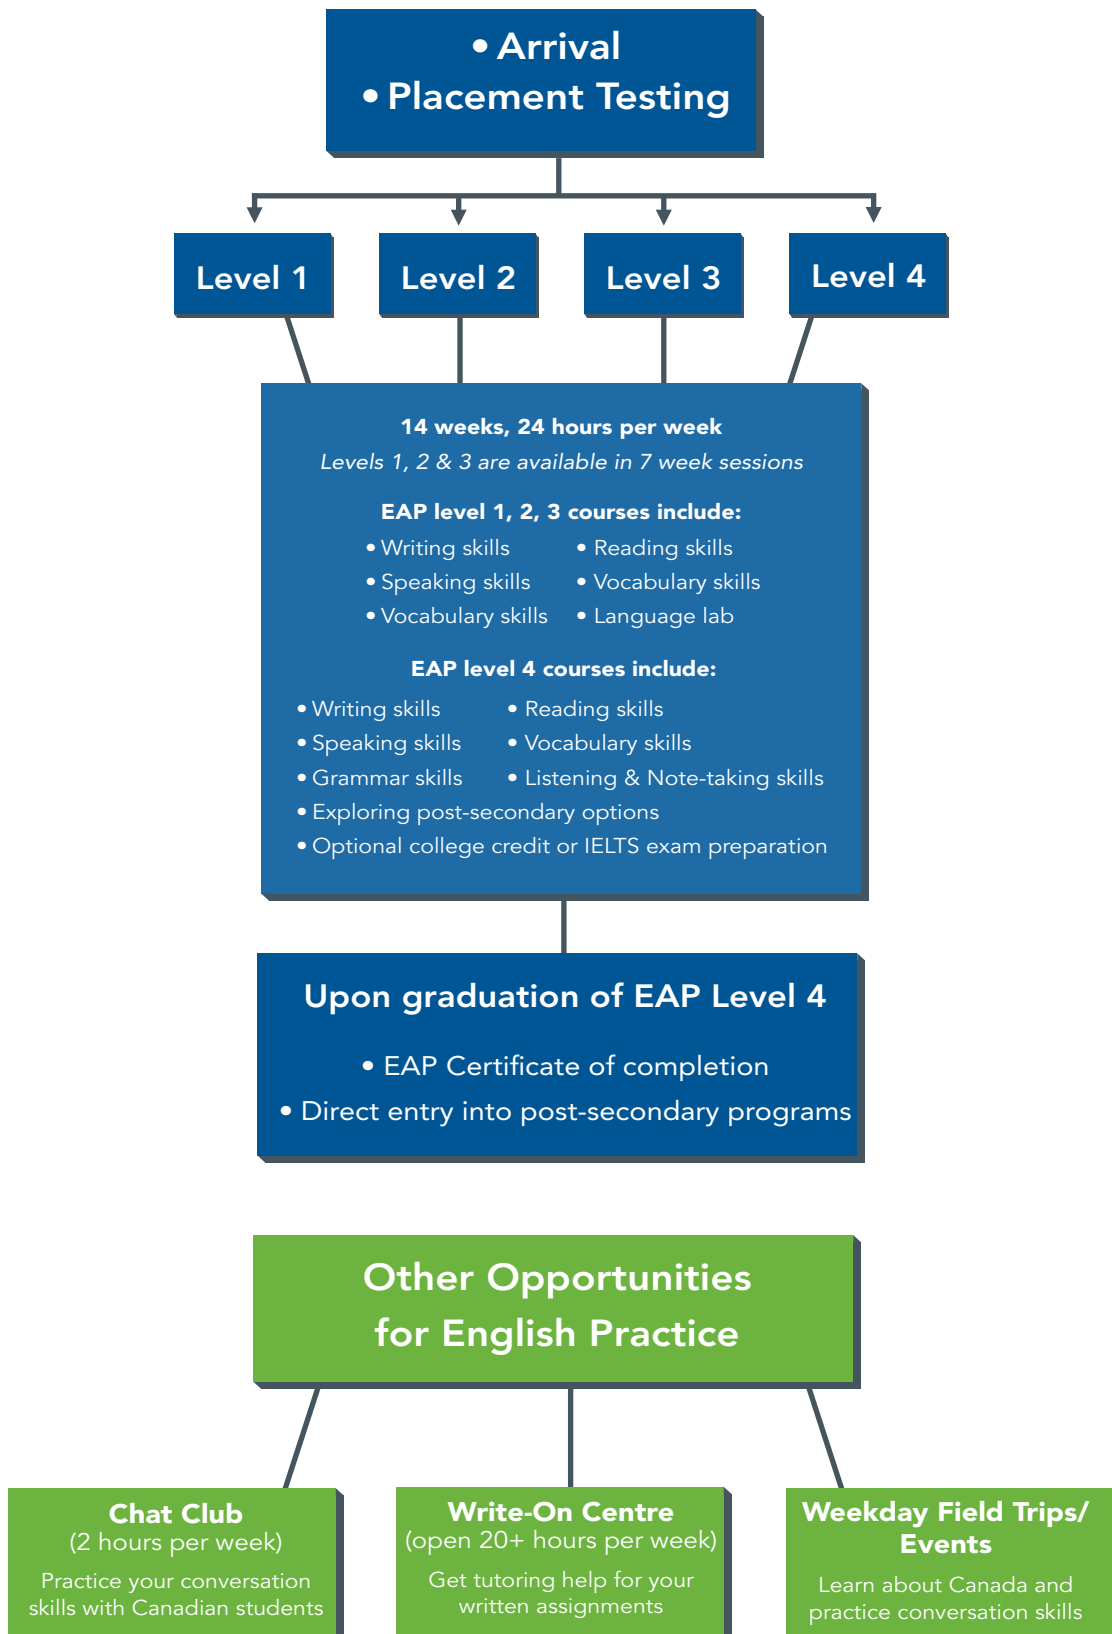 • Arrival
• Placement Testing
Level 1
Level 2
Level 3
Level 4
14 weeks, 24 hours per week
Levels 1, 2 & 3 are available in 7 week sessions
EAP level 1, 2, 3 courses include:
• Writing skills • Reading skills
• Speaking skills • Vocabulary skills
• Vocabulary skills • Language lab
EAP level 4 courses include:
• Writing skills • Reading skills
• Speaking skills • Vocabulary skills
• Grammar skills • Listening & Note-taking skills
• Exploring post-secondary options
• Optional college credit or IELTS exam preparation
Upon graduation of EAP Level 4
• EAP Certificate of completion
• Direct entry into post-secondary programs
Other Opportunities
for English Practice
Chat Club
(2 hours per week)
Practice your conversation
skills with Canadian students
Write-On Centre
(open 20+ hours per week)
Get tutoring help for your
written assignments
Weekday Field Trips/
Events
Learn about Canada and
practice conversation skills